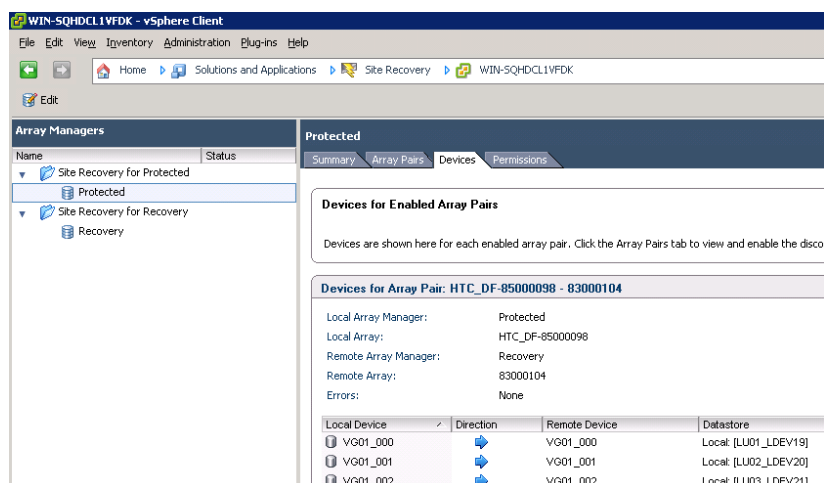 WIN-SQHDCL1VFDK - vSphere Client
File Edit View Inventory Administration Plug-ins Help
Home Solutions and Applications Site Recovery WIN-SQHDCL1VFDK
Edit
Array Managers
Name Status
Site Recovery for Protected
Protected
Site Recovery for Recovery
Recovery
Protected
Summary Array Pairs Devices Permissions
Devices for Enabled Array Pairs
Devices are shown here for each enabled array pair. Click the Array Pairs tab to view and enable the disco
Devices for Array Pair: HTC_DF-85000098 - 83000104
Local Array Manager: Protected
Local Array: HTC_DF-85000098
Remote Array Manager: Recovery
Remote Array: 83000104
Errors: None
Local Device Direction Remote Device Datastore
VG01_000 VG01_000 Local: [LU01_LDEV19]
VG01_001 VG01_001 Local: [LU02_LDEV20]
VG01_002 VG01_002 Local: [LU03_LDEV21]